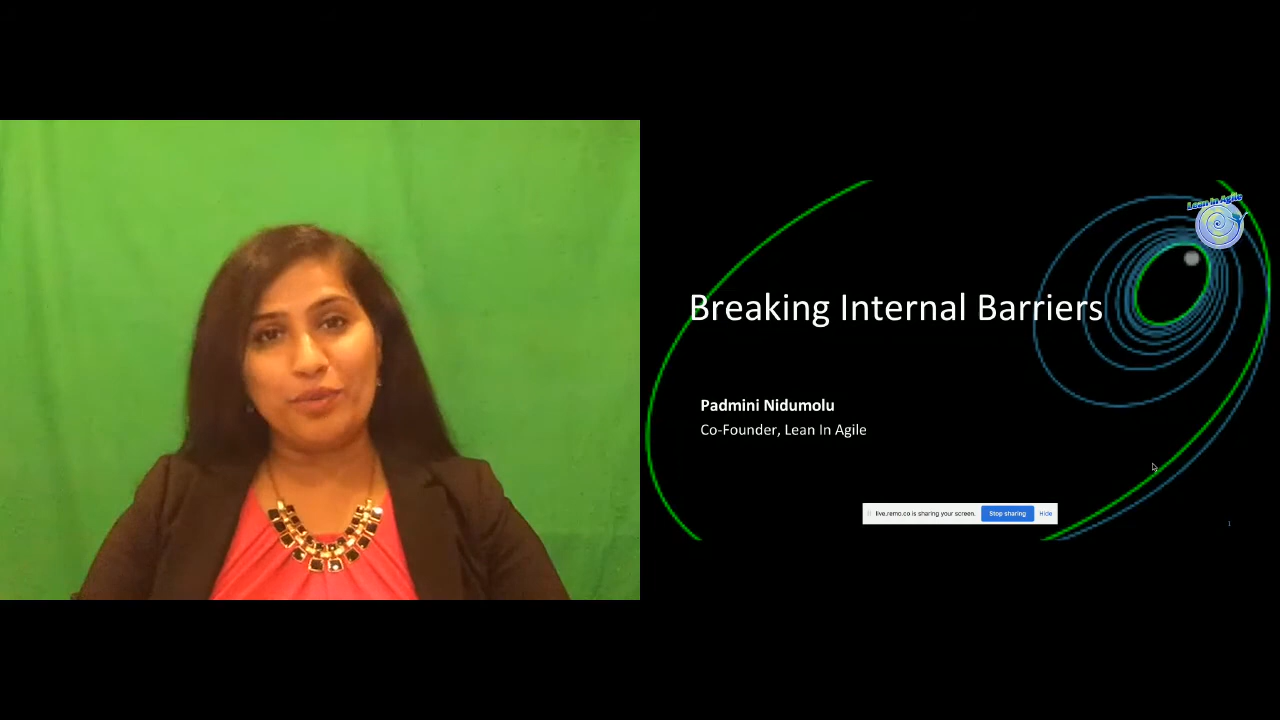 Lean In Agile
Breaking Internal Barriers
Padmini Nidumolu
Co-Founder, Lean In Agile
live.remo.co is sharing your screen. Stop sharing Hide
1